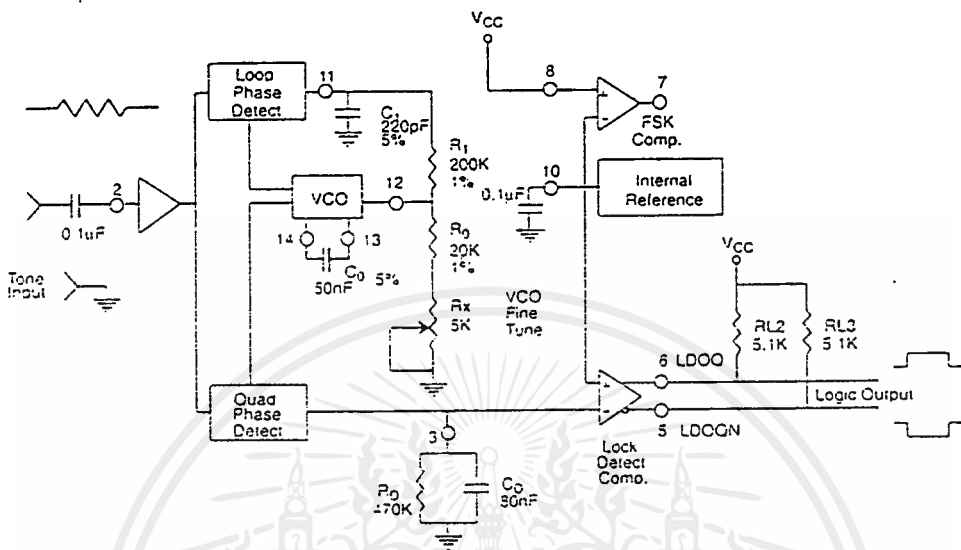 Loop
Phase
Detect
11
C1
220pF
5%
R1
200K
1%
2
0.1uF
VCO
12
14
13
C0 5%
50nF
R0
20K
1%
Tone
Input
Rx
5K
VCO
Fine
Tune
Quad
Phase
Detect
3
RD
470K
CD
80nF
VCC
8
7
FSK
Comp.
10
0.1µF
Internal
Reference
VCC
RL2
5.1K
RL3
5.1K
6 LDOQ
Logic Output
5 LDOQN
Lock
Detect
Comp.